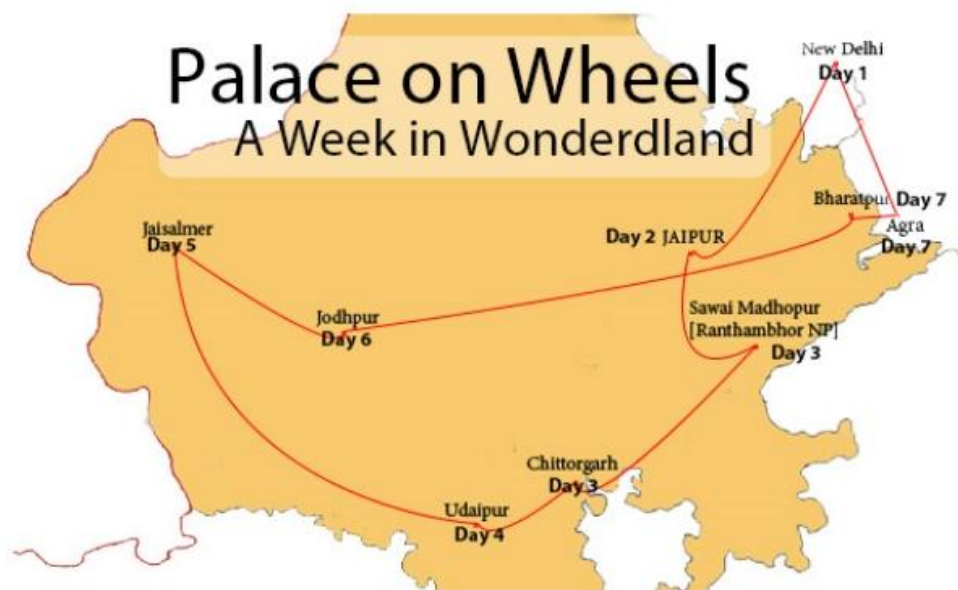 Palace on Wheels
A Week in Wonderdland
New Delhi
Day 1
Bharatpur Day 7
Agra
Day 7
Jaisalmer
Day 5
Day 2 JAIPUR
Sawai Madhopur
[Ranthambhor NP]
Day 3
Jodhpur
Day 6
Chittorgarh
Day 3
Udaipur
Day 4